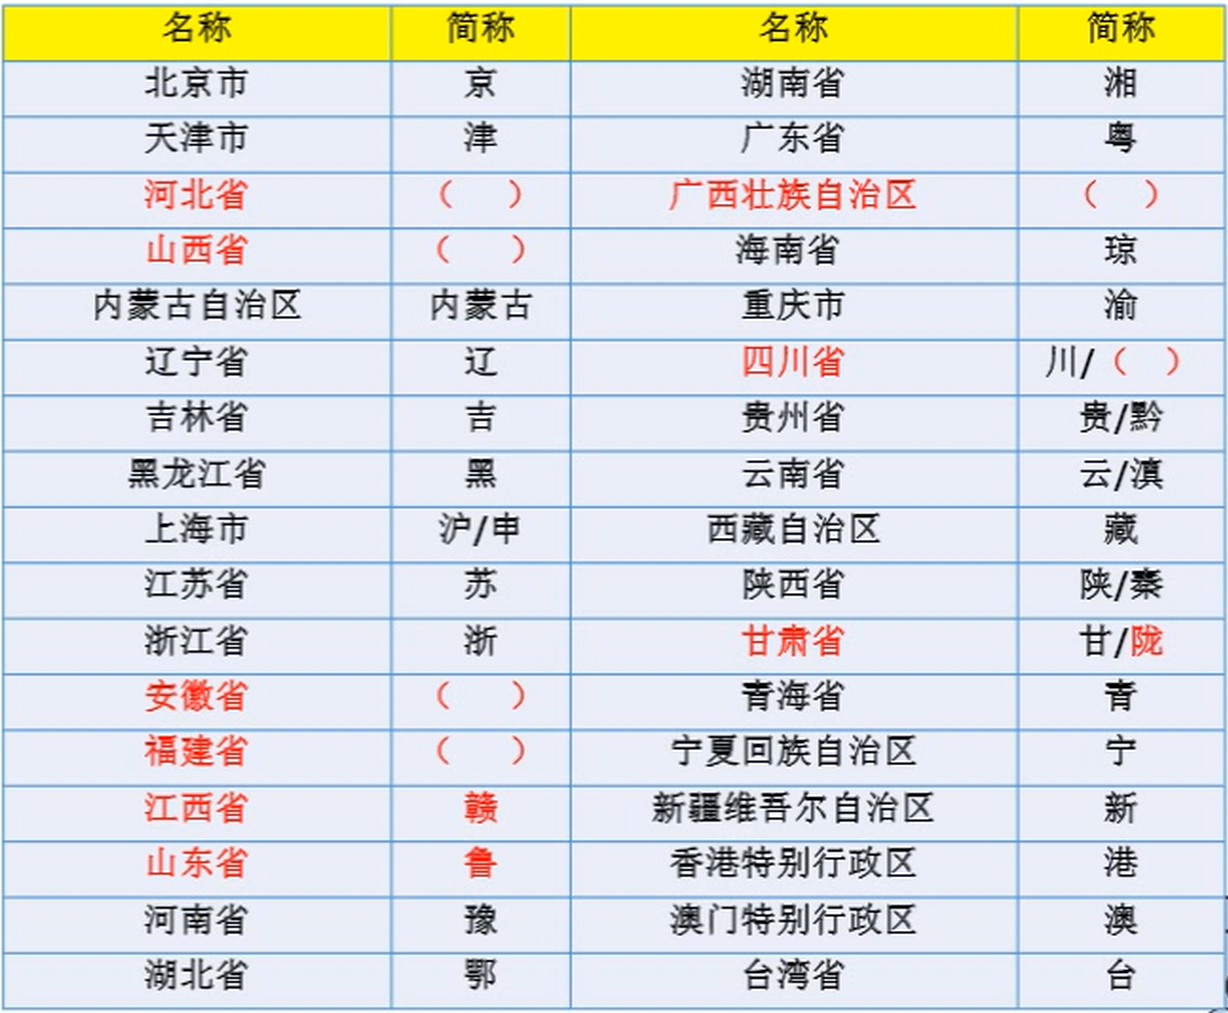 名称 简称 名称 简称
北京市 京 湖南省 湘
天津市 津 广东省 粤
河北省 （ ） 广西壮族自治区 （ ）
山西省 （ ） 海南省 琼
内蒙古自治区 内蒙古 重庆市 渝
辽宁省 辽 四川省 川/（ ）
吉林省 吉 贵州省 贵/黔
黑龙江省 黑 云南省 云/滇
上海市 沪/申 西藏自治区 藏
江苏省 苏 陕西省 陕/秦
浙江省 浙 甘肃省 甘/陇
安徽省 （ ） 青海省 青
福建省 （ ） 宁夏回族自治区 宁
江西省 赣 新疆维吾尔自治区 新
山东省 鲁 香港特别行政区 港
河南省 豫 澳门特别行政区 澳
湖北省 鄂 台湾省 台